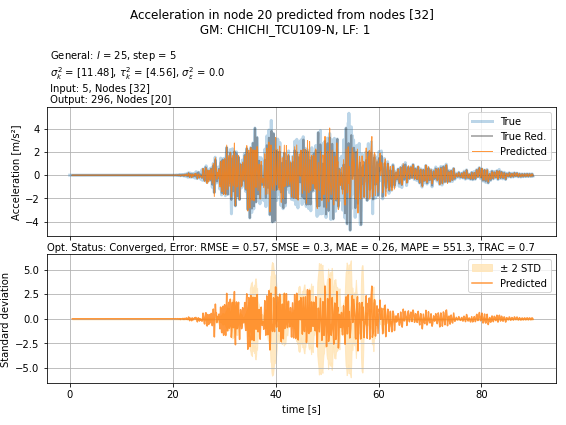 Acceleration in node 20 predicted from nodes [32]
GM: CHICHI_TCU109-N, LF: 1
General: l = 25, step = 5
σ²ₖ = [11.48], τ²ₖ = [4.56], σ²ε = 0.0
Input: 5, Nodes [32]
Output: 296, Nodes [20]
Acceleration [m/s²]
4
2
0
−2
−4
True
True Red.
Predicted
Opt. Status: Converged, Error: RMSE = 0.57, SMSE = 0.3, MAE = 0.26, MAPE = 551.3, TRAC = 0.7
Standard deviation
5.0
2.5
0.0
−2.5
−5.0
± 2 STD
Predicted
0 20 40 60 80
time [s]